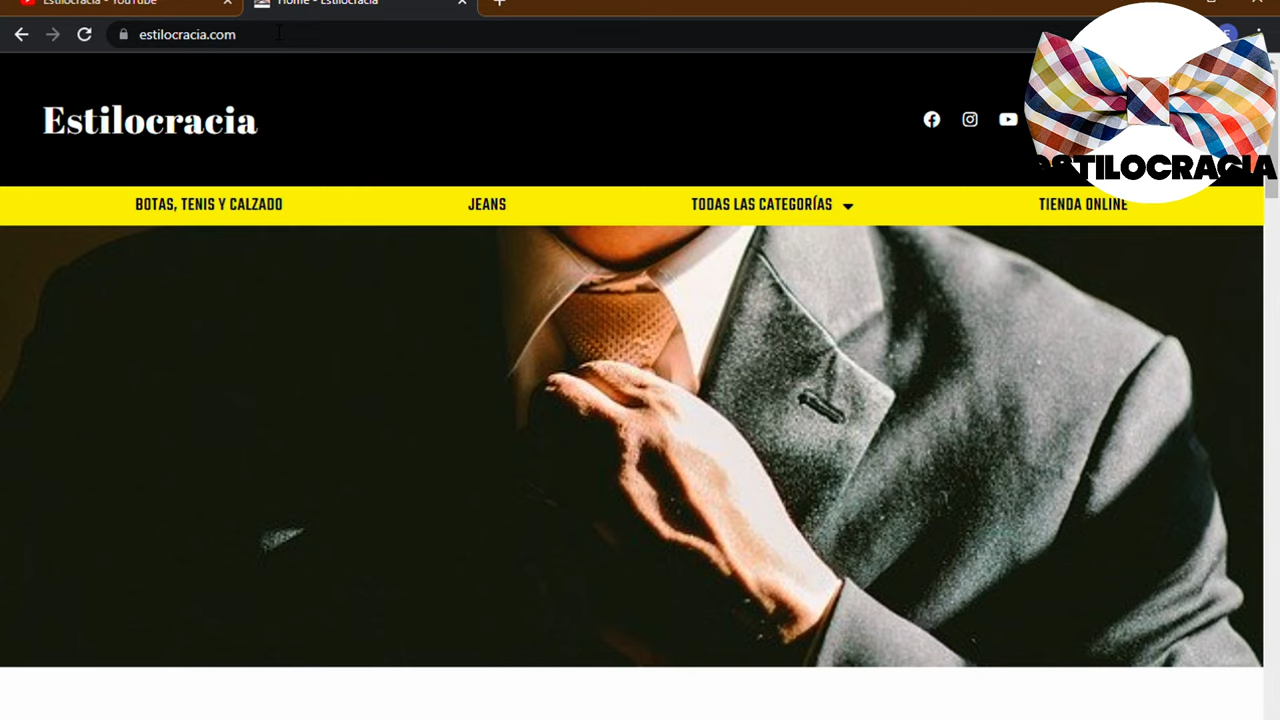 Estilocracia - YouTube
Home - Estilocracia
estilocracia.com
Estilocracia
ESTILOCRACIA
BOTAS, TENIS Y CALZADO
JEANS
TODAS LAS CATEGORÍAS
TIENDA ONLINE